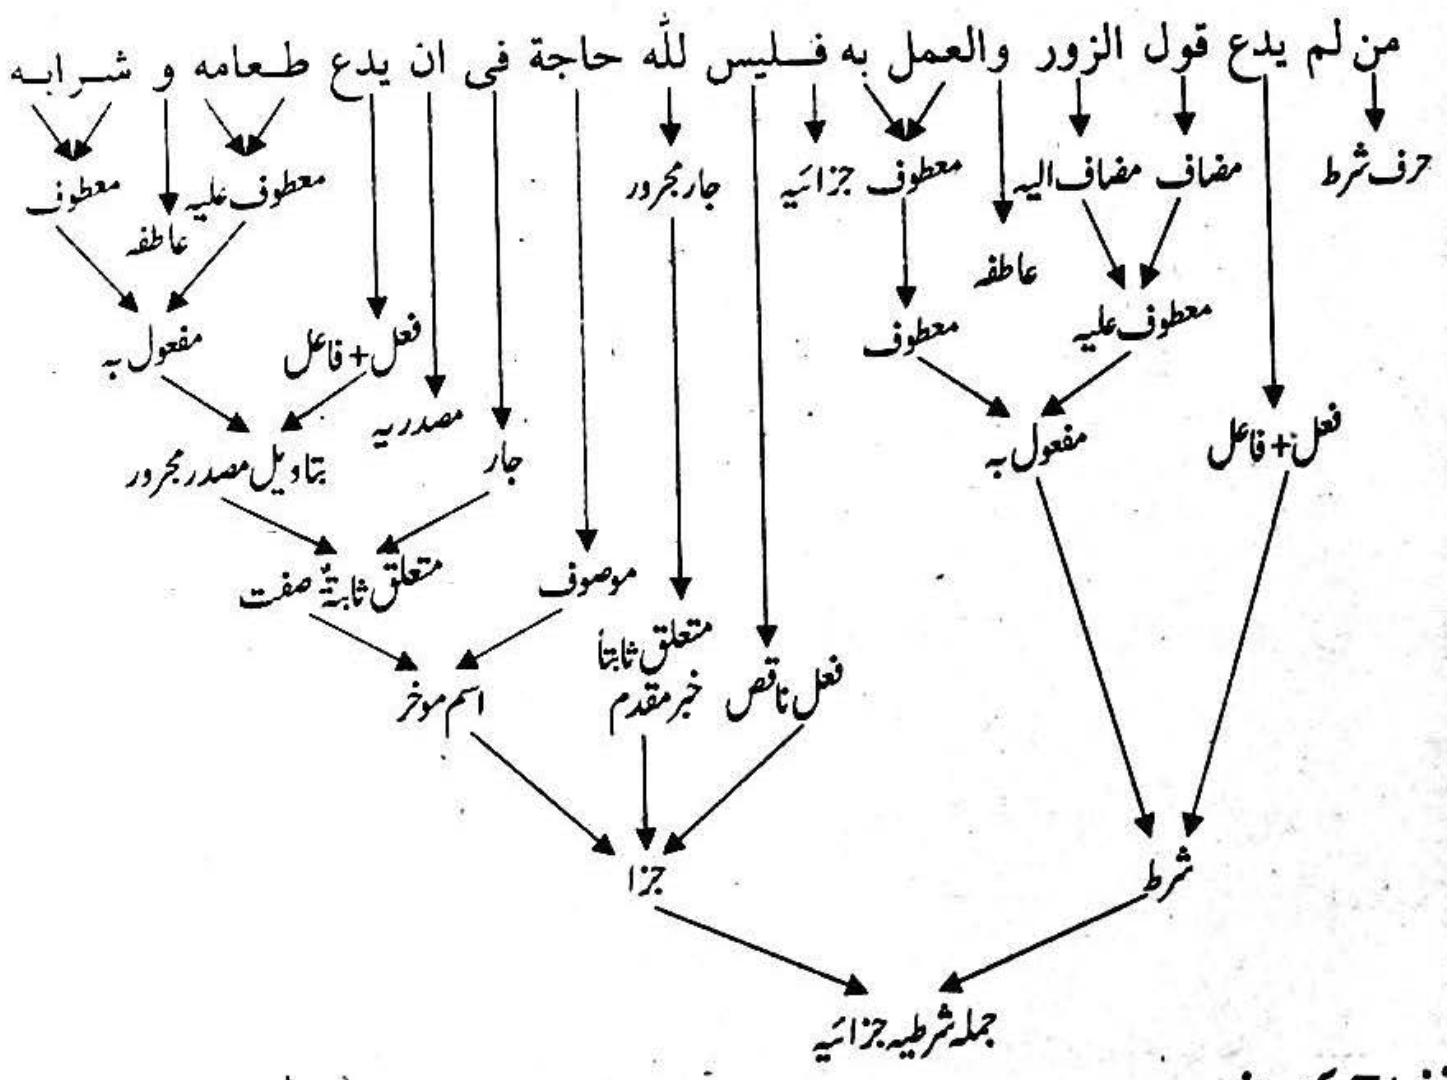 من لم يدع قول الزور والعمل به فليس لله حاجة فى ان يدع طعامه و شرابه
حرف شرط
مضاف
مضاف الیہ
معطوف
جزائیہ
جار مجرور
معطوف علیہ
معطوف
عاطفہ
عاطفہ
معطوف علیہ
معطوف
فعل + فاعل
مفعول بہ
فعل + فاعل
مفعول بہ
مصدریہ
جار
بتاویل مصدر مجرور
موصوف
متعلق ثابتةٌ صفت
متعلق ثابتاً
خبر مقدم
فعل ناقص
اسم موخر
شرط
جزا
جملہ شرطیہ جزائیہ